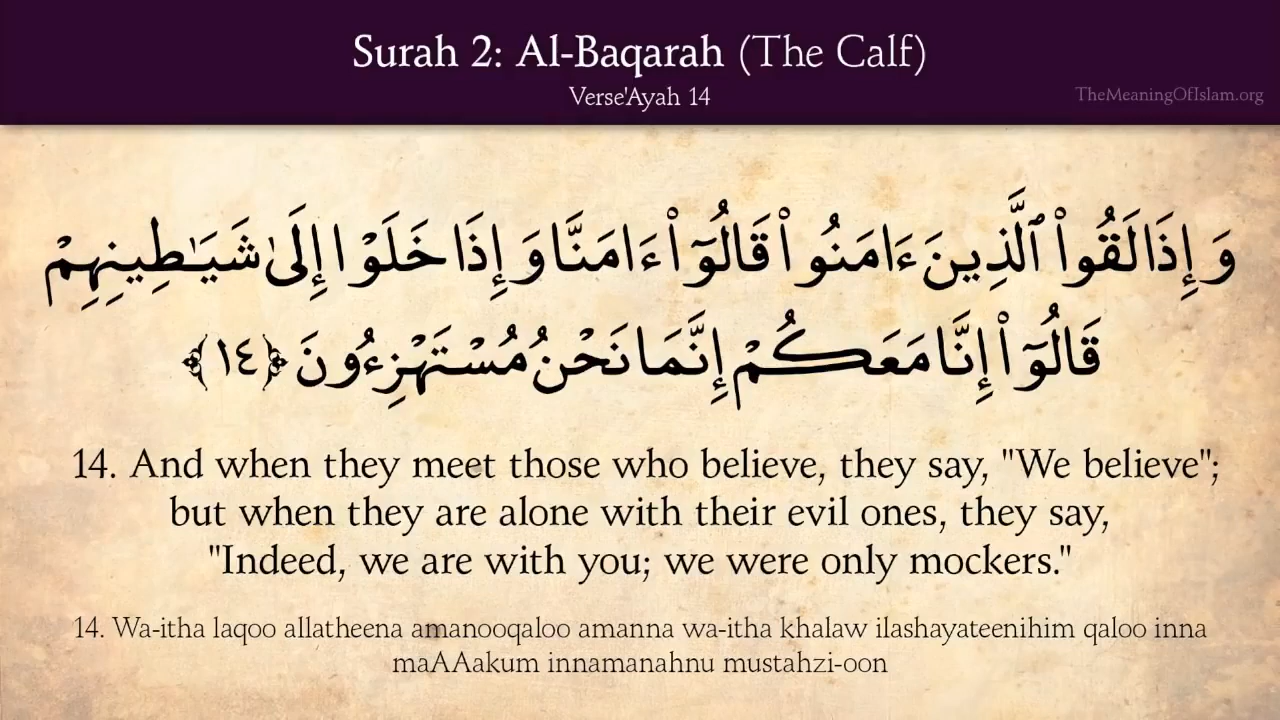 Surah 2: Al-Baqarah (The Calf)
Verse'Ayah 14
TheMeaningOfIslam.org
وَإِذَا لَقُوا۟ ٱلَّذِينَ ءَامَنُوا۟ قَالُوٓا۟ ءَامَنَّا وَإِذَا خَلَوْا۟ إِلَىٰ شَيَـٰطِينِهِمْ
قَالُوٓا۟ إِنَّا مَعَكُمْ إِنَّمَا نَحْنُ مُسْتَهْزِءُونَ ﴿١٤﴾
14. And when they meet those who believe, they say, "We believe";
but when they are alone with their evil ones, they say,
"Indeed, we are with you; we were only mockers."
14. Wa-itha laqoo allatheena amanooqaloo amanna wa-itha khalaw ilashayateenihim qaloo inna
maAAakum innamanahnu mustahzi-oon